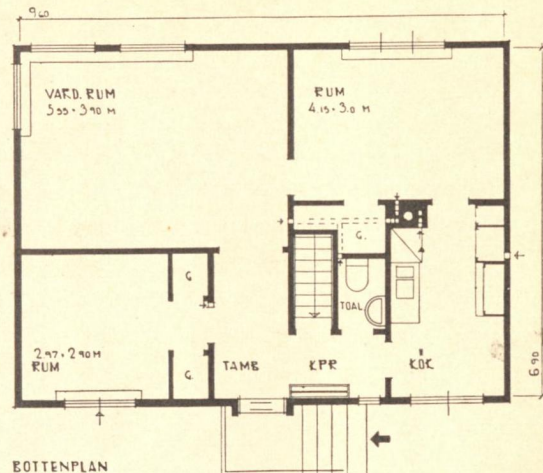 9.60
VARD. RUM
5.55 × 3.90 M
RUM
4.15 × 3.0 M
G.
G.
TOAL.
2.97 × 2.90 M
RUM
G.
TAMB
KPR
KÖK
6.90
BOTTENPLAN